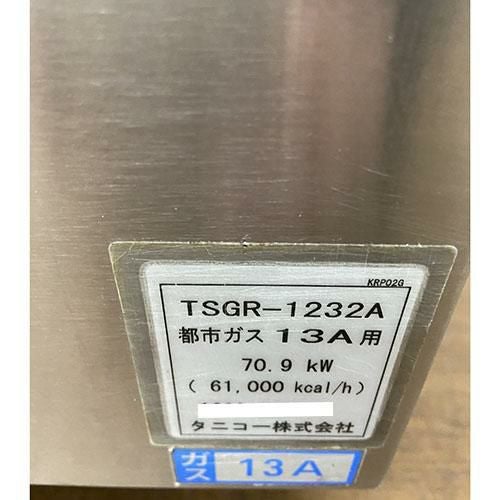 KRP02G
TSGR-1232A
都市ガス 13A用
70.9 kW
( 61,000 kcal/h )
タニコー株式会社
ガス 13A